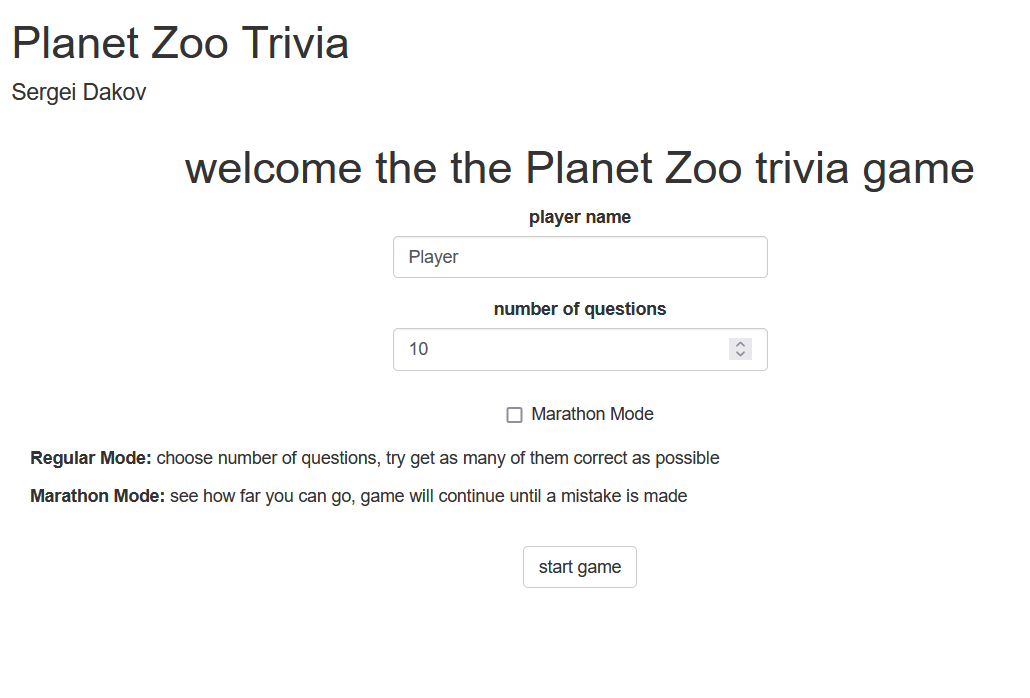 Planet Zoo Trivia
Sergei Dakov
welcome the the Planet Zoo trivia game
player name
Player
number of questions
10
Marathon Mode
Regular Mode: choose number of questions, try get as many of them correct as possible
Marathon Mode: see how far you can go, game will continue until a mistake is made
start game